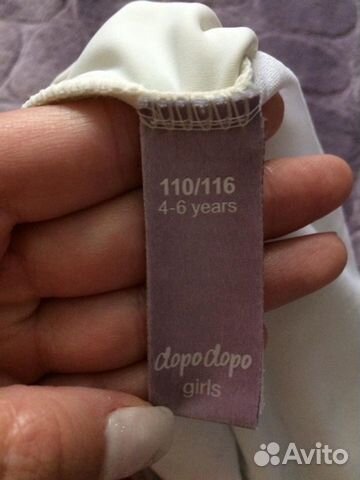 110/116
4-6 years
dopodopo
girls
Avito